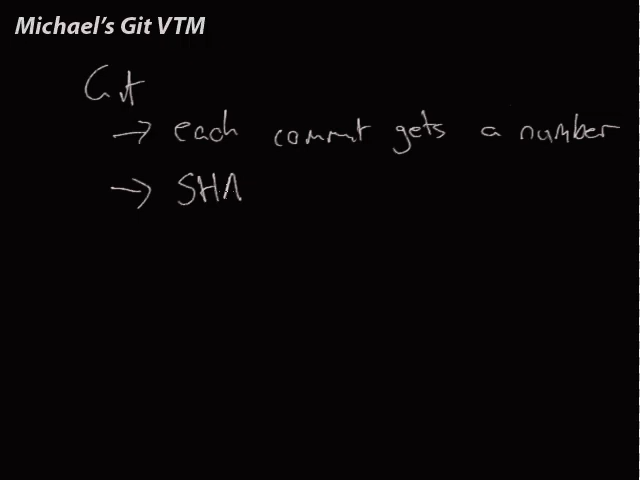 Michael's Git VTM
Git
→ each commit gets a number
→ SHA